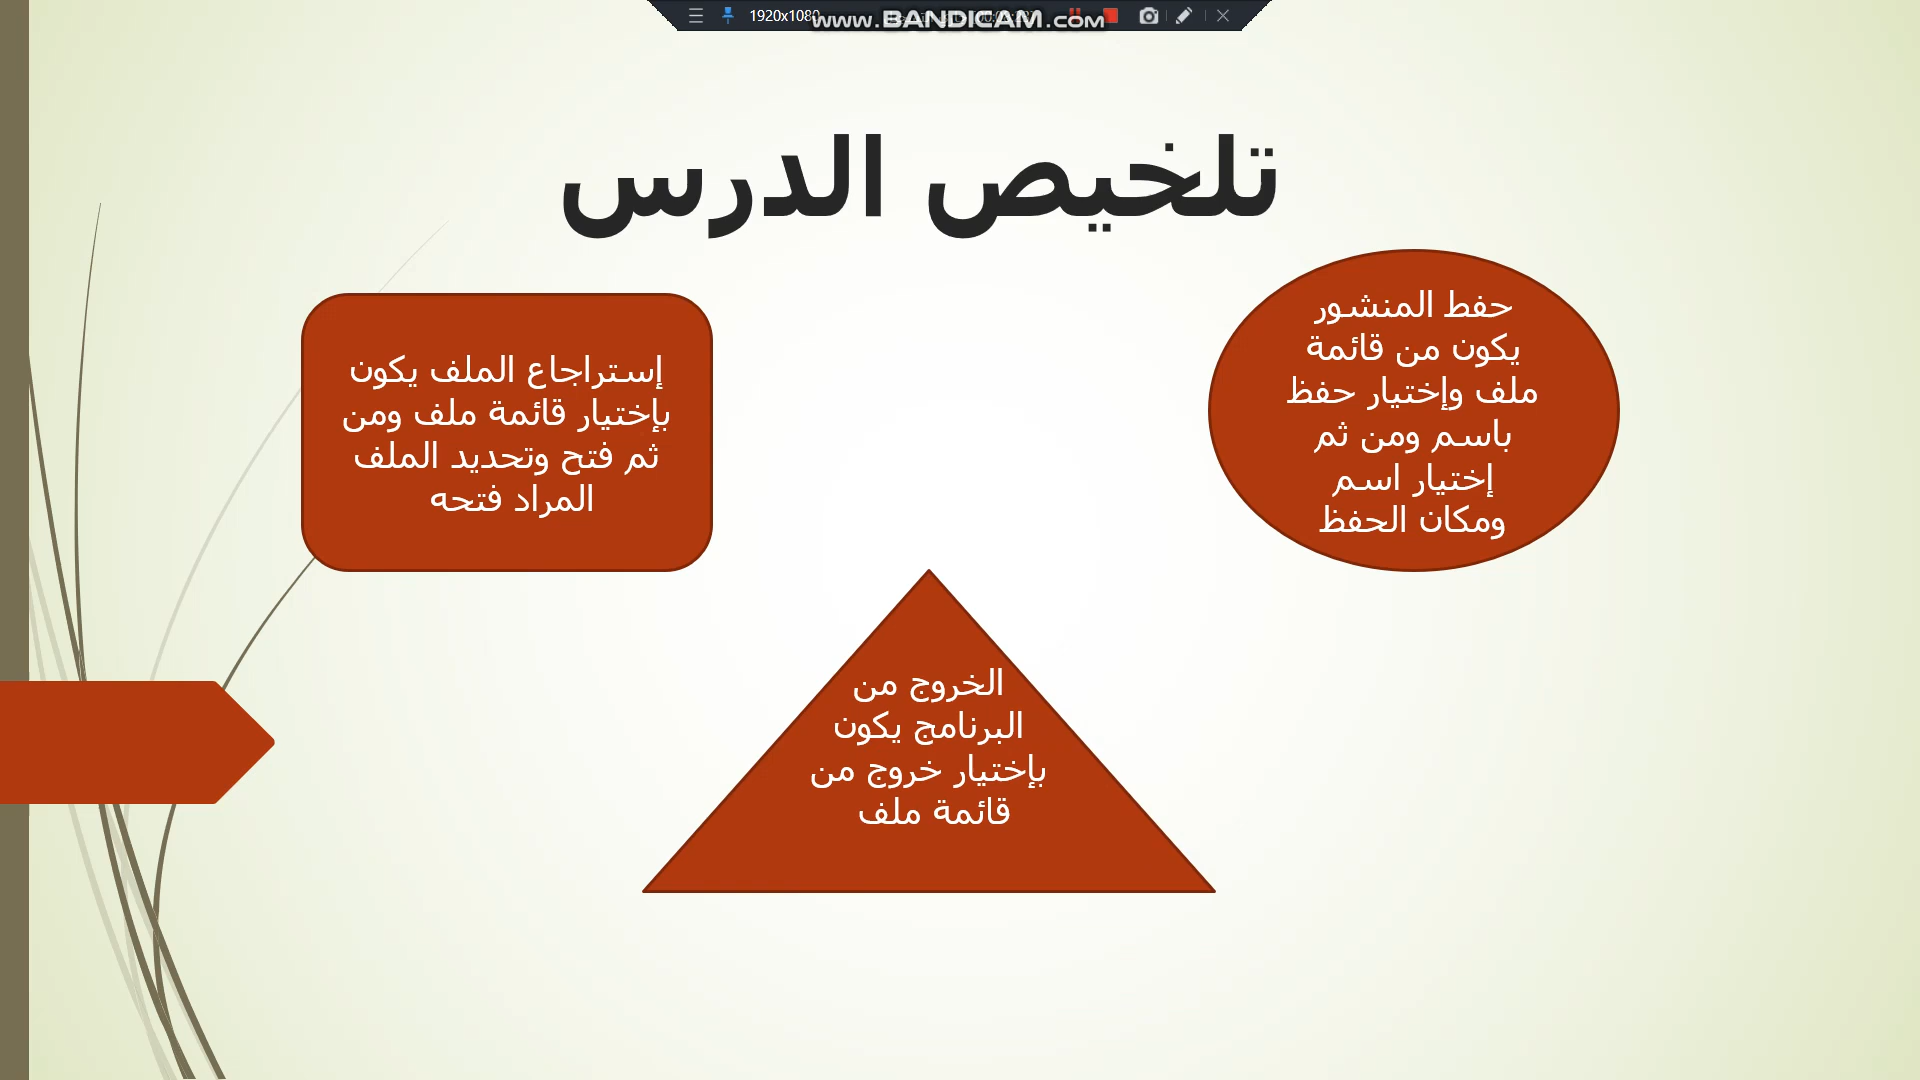 1920x1080
www.BANDICAM.com
تلخيص الدرس
حفط المنشور
يكون من قائمة
ملف وإختيار حفظ
باسم ومن ثم
إختيار اسم
ومكان الحفظ
إستراجاع الملف يكون
بإختيار قائمة ملف ومن
ثم فتح وتحديد الملف
المراد فتحه
الخروج من
البرنامج يكون
بإختيار خروج من
قائمة ملف